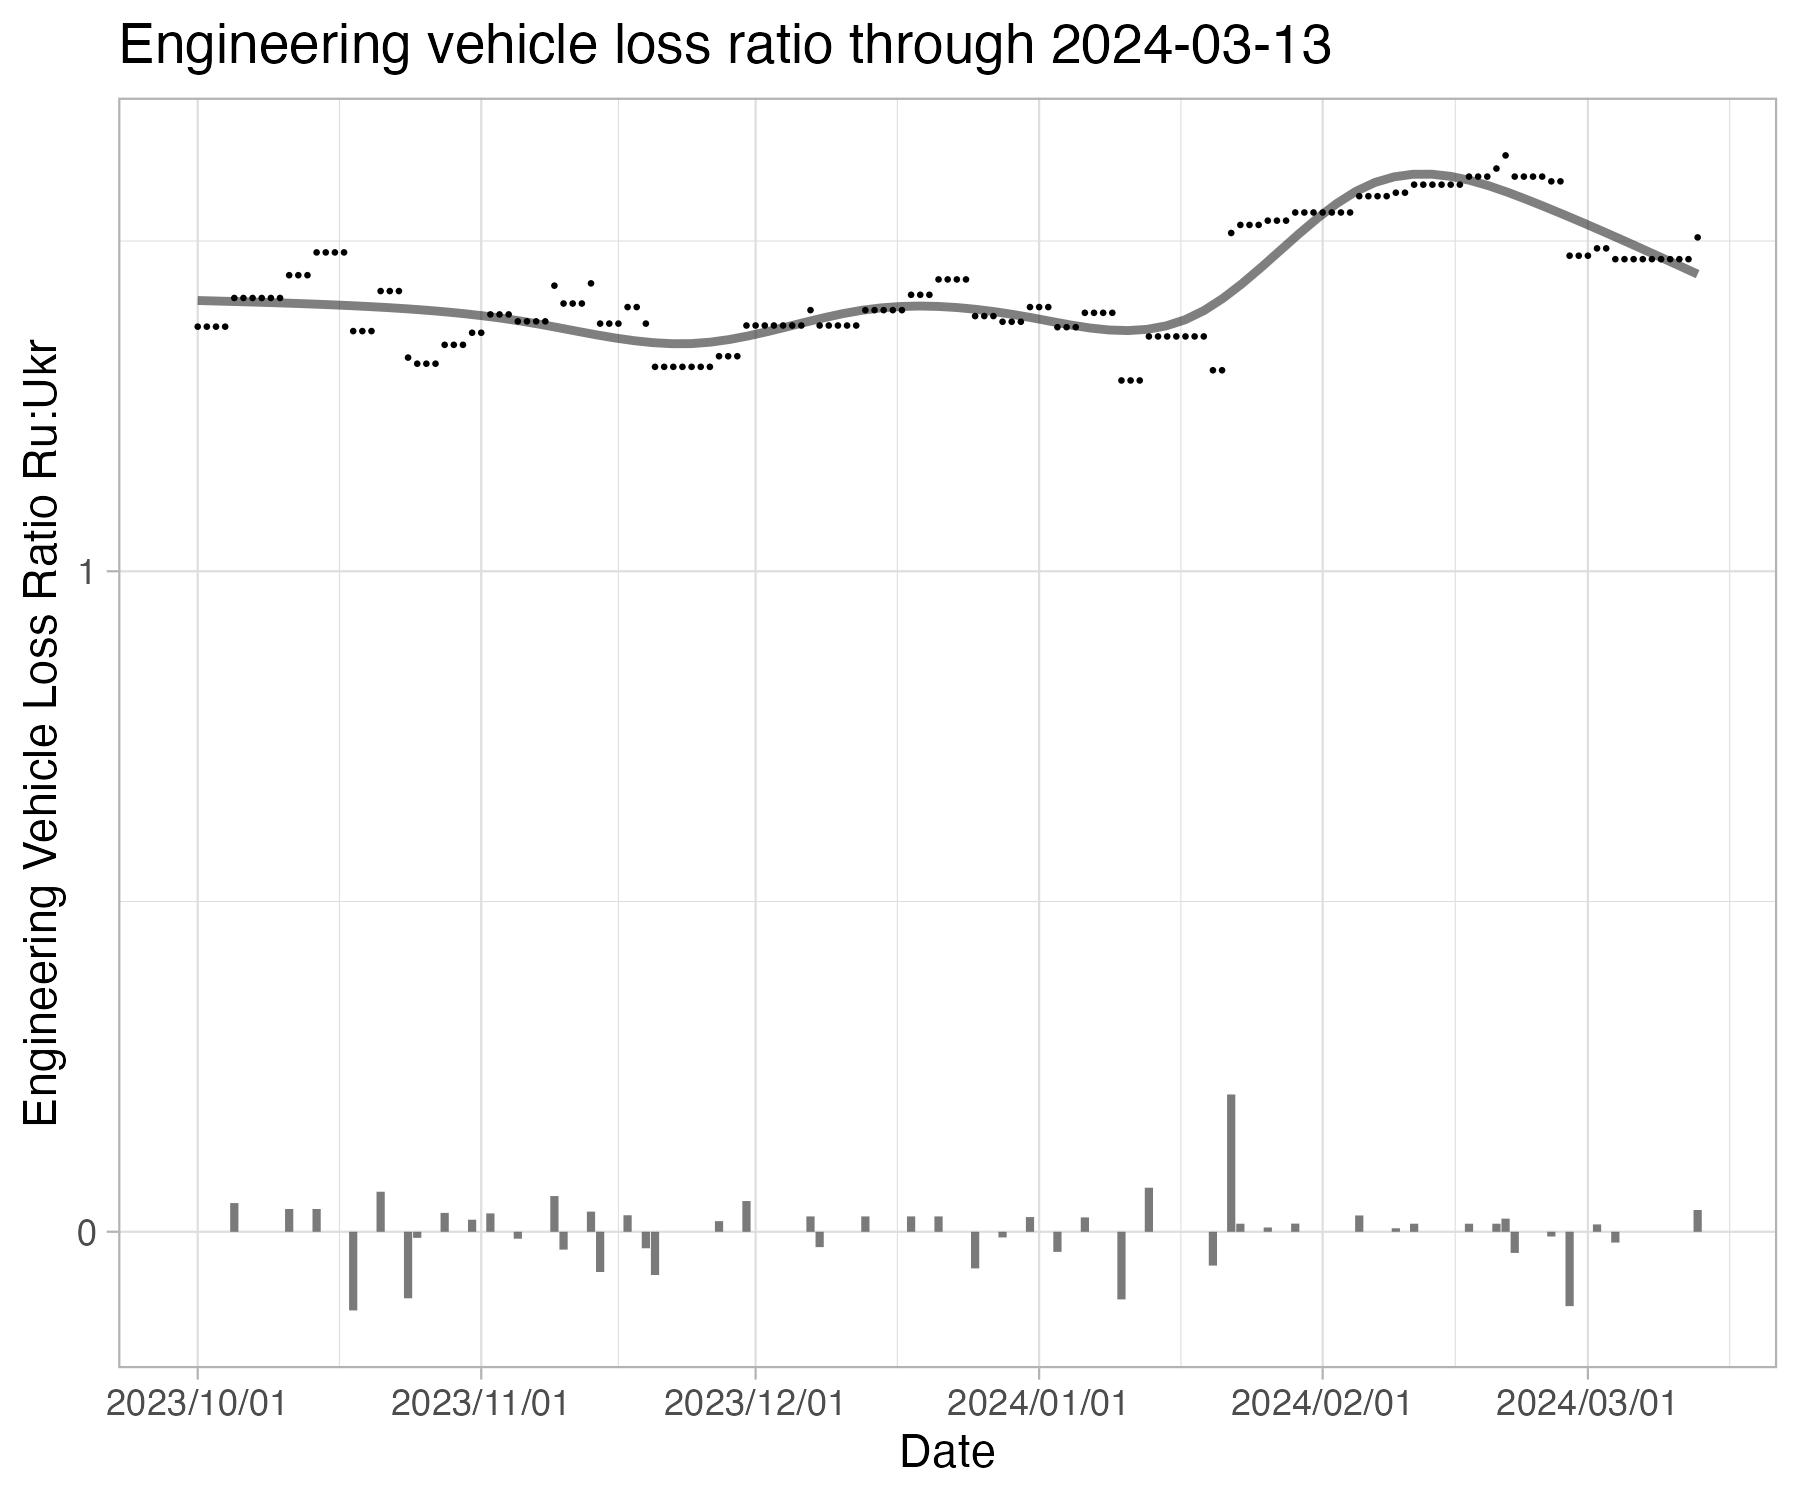 Engineering vehicle loss ratio through 2024-03-13
Engineering Vehicle Loss Ratio Ru:Ukr
1
0
2023/10/01
2023/11/01
2023/12/01
2024/01/01
2024/02/01
2024/03/01
Date